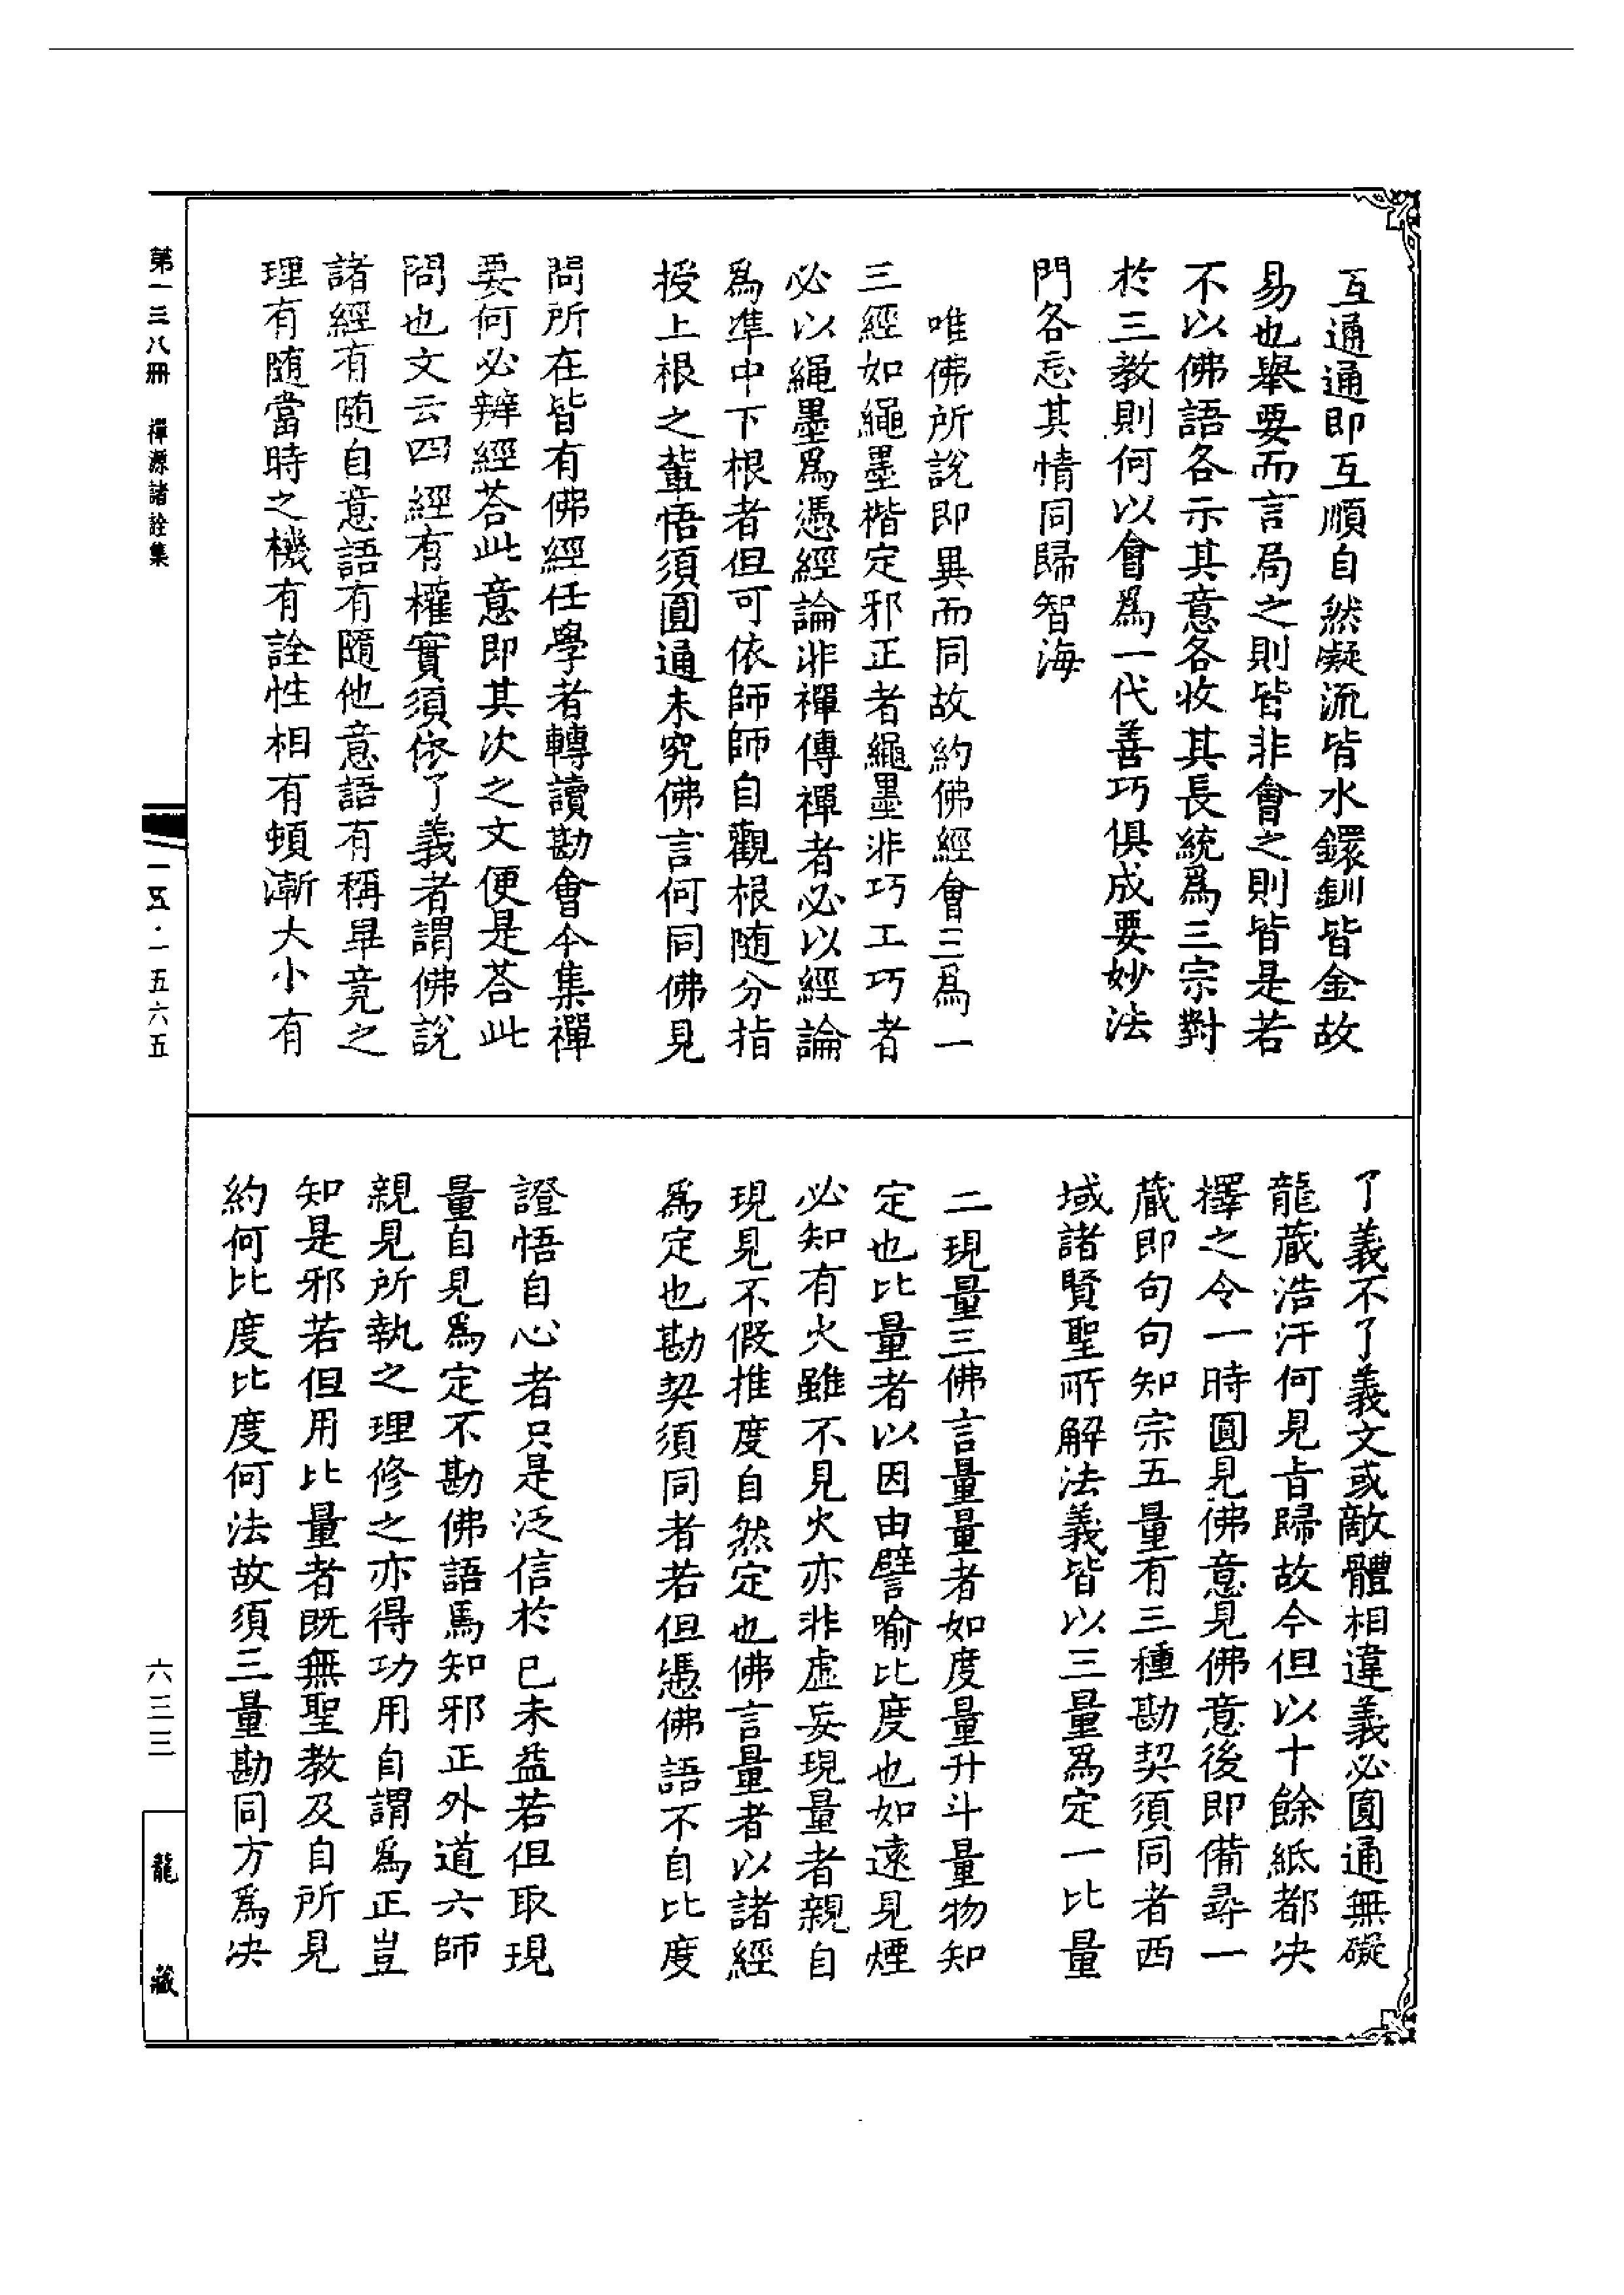 互通通即互順自然凝流皆水鐶釧皆金故
易也舉要而言局之則皆非會之則皆是若
不以佛語各示其意各收其長統爲三宗對
於三教則何以會爲一代善巧俱成要妙法
門各忘其情同歸智海
唯佛所說即異而同故約佛經會三爲一
三經如繩墨楷定邪正者繩墨非巧工巧者
必以繩墨爲憑經論非禪傳禪者必以經論
爲準中下根者但可依師師自觀根隨分指
授上根之輩悟須圓通未究佛言何同佛見
問所在皆有佛經任學者轉讀勘會今集禪
要何必辨經荅此意即其次之文便是荅此
問也文云四經有權實須依了義者謂佛說
諸經有隨自意語有隨他意語有稱畢竟之
理有隨當時之機有詮性相有頓漸大小有
了義不了義文或敵體相違義必圓通無礙
龍藏浩汗何見旨歸故今但以十餘紙都決
擇之令一時圓見佛意見佛意後即備尋一
藏即句句知宗五量有三種勘契須同者西
域諸賢聖所解法義皆以三量爲定一比量
二現量三佛言量量者如度量升斗量物知
定也比量者以因由譬喻比度也如遠見煙
必知有火雖不見火亦非虛妄現量者親自
現見不假推度自然定也佛言量者以諸經
爲定也勘契須同者若但憑佛語不自比度
證悟自心者只是泛信於已未益若但取現
量自見爲定不勘佛語焉知邪正外道六師
親見所執之理修之亦得功用自謂爲正豈
知是邪若但用比量者既無聖教及自所見
約何比度比度何法故須三量勘同方爲決
第一三八冊　禪源諸詮集
一五·一五六五
六三三
龍藏